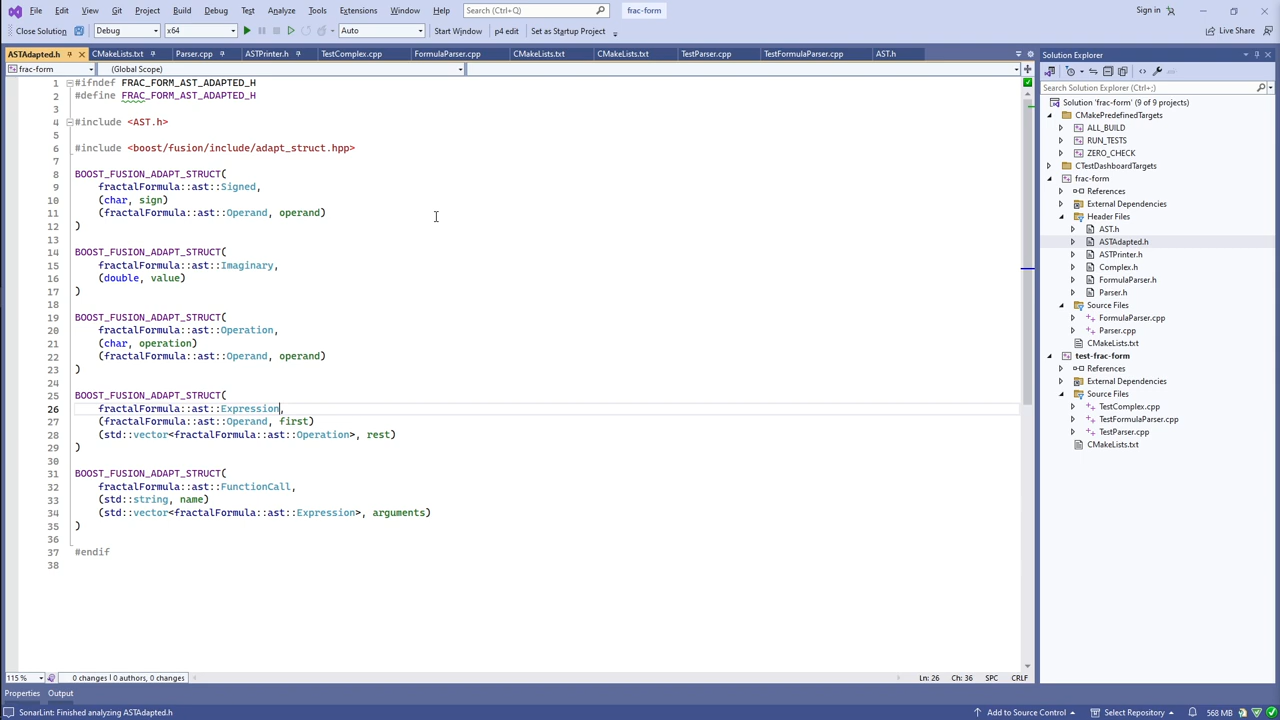 File Edit View Git Project Build Debug Test Analyze Tools Extensions Window Help Search (Ctrl+Q) frac-form Sign in
Close Solution Debug x64 Auto Start Window p4 edit Set as Startup Project Live Share
ASTAdapted.h CMakeLists.txt Parser.cpp ASTPrinter.h TestComplex.cpp FormulaParser.cpp CMakeLists.txt CMakeLists.txt TestParser.cpp TestFormulaParser.cpp AST.h
frac-form (Global Scope)
1 #ifndef FRAC_FORM_AST_ADAPTED_H
2 #define FRAC_FORM_AST_ADAPTED_H
3
4 #include <AST.h>
5
6 #include <boost/fusion/include/adapt_struct.hpp>
7
8 BOOST_FUSION_ADAPT_STRUCT(
9 fractalFormula::ast::Signed,
10 (char, sign)
11 (fractalFormula::ast::Operand, operand)
12 )
13
14 BOOST_FUSION_ADAPT_STRUCT(
15 fractalFormula::ast::Imaginary,
16 (double, value)
17 )
18
19 BOOST_FUSION_ADAPT_STRUCT(
20 fractalFormula::ast::Operation,
21 (char, operation)
22 (fractalFormula::ast::Operand, operand)
23 )
24
25 BOOST_FUSION_ADAPT_STRUCT(
26 fractalFormula::ast::Expression,
27 (fractalFormula::ast::Operand, first)
28 (std::vector<fractalFormula::ast::Operation>, rest)
29 )
30
31 BOOST_FUSION_ADAPT_STRUCT(
32 fractalFormula::ast::FunctionCall,
33 (std::string, name)
34 (std::vector<fractalFormula::ast::Expression>, arguments)
35 )
36
37 #endif
38
115 % 0 changes | 0 authors, 0 changes Ln: 26 Ch: 36 SPC CRLF
Solution Explorer
Search Solution Explorer (Ctrl+;)
Solution 'frac-form' (9 of 9 projects)
CMakePredefinedTargets
ALL_BUILD
RUN_TESTS
ZERO_CHECK
CTestDashboardTargets
frac-form
References
External Dependencies
Header Files
AST.h
ASTAdapted.h
ASTPrinter.h
Complex.h
FormulaParser.h
Parser.h
Source Files
FormulaParser.cpp
Parser.cpp
CMakeLists.txt
test-frac-form
References
External Dependencies
Source Files
TestComplex.cpp
TestFormulaParser.cpp
TestParser.cpp
CMakeLists.txt
Properties Output
SonarLint: Finished analyzing ASTAdapted.h Add to Source Control Select Repository 568 MB